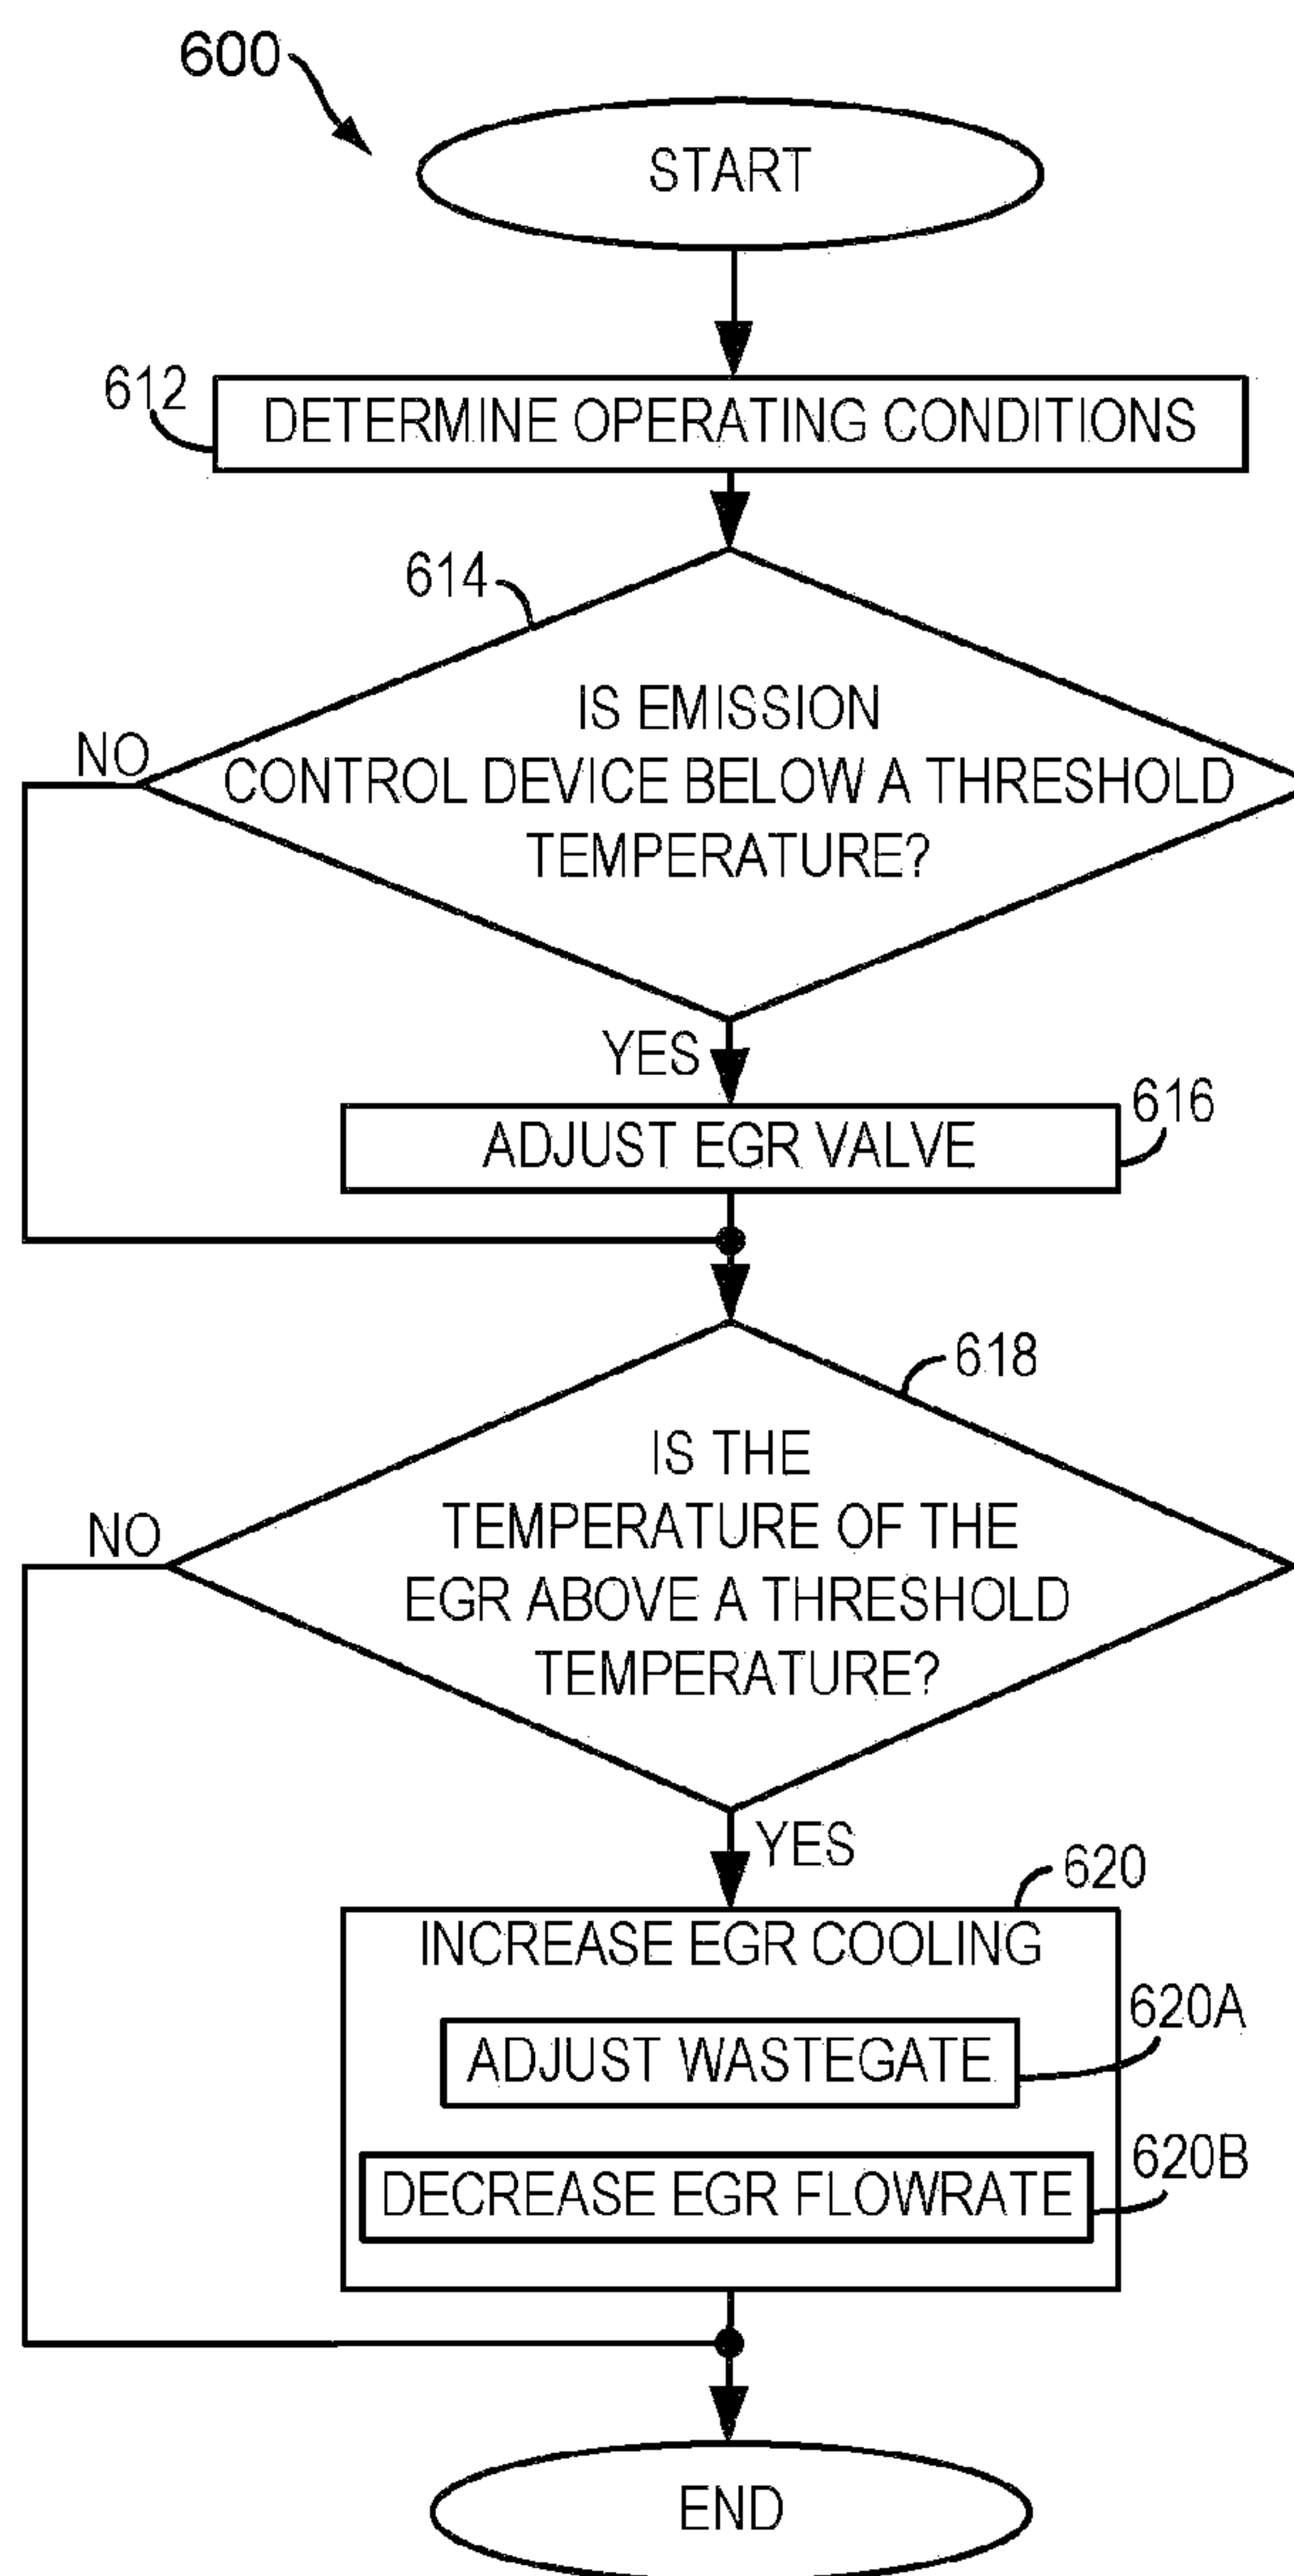 600
START
612
DETERMINE OPERATING CONDITIONS
614
IS EMISSION
CONTROL DEVICE BELOW A THRESHOLD
TEMPERATURE?
NO
YES
616
ADJUST EGR VALVE
618
IS THE
TEMPERATURE OF THE
EGR ABOVE A THRESHOLD
TEMPERATURE?
NO
YES
620
INCREASE EGR COOLING
620A
ADJUST WASTEGATE
620B
DECREASE EGR FLOWRATE
END